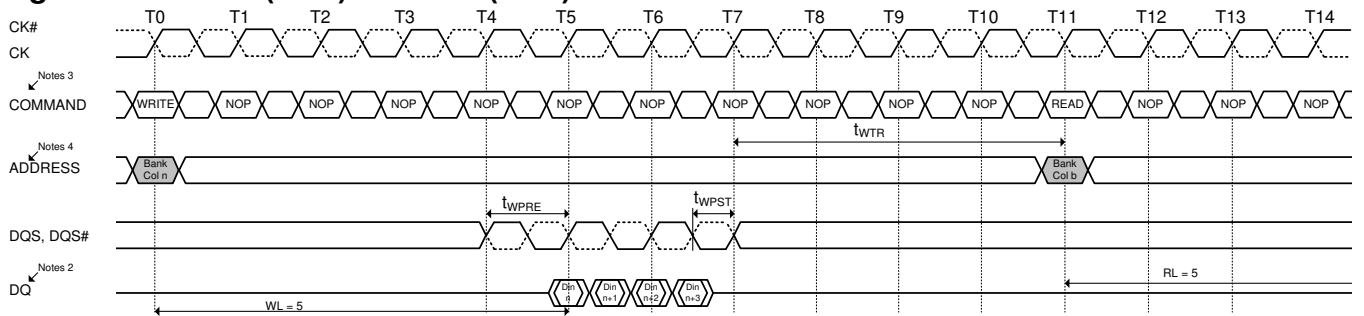 T0 T1 T2 T3 T4 T5 T6 T7 T8 T9 T10 T11 T12 T13 T14
CK#
CK
Notes 3
COMMAND WRITE NOP NOP NOP NOP NOP NOP NOP NOP NOP NOP READ NOP NOP NOP
tWTR
Notes 4
ADDRESS
Bank Bank
Col n Col b
tWPRE tWPST
DQS, DQS#
Notes 2
DQ
Din Din Din Din
n n+1 n+2 n+3
RL = 5
WL = 5